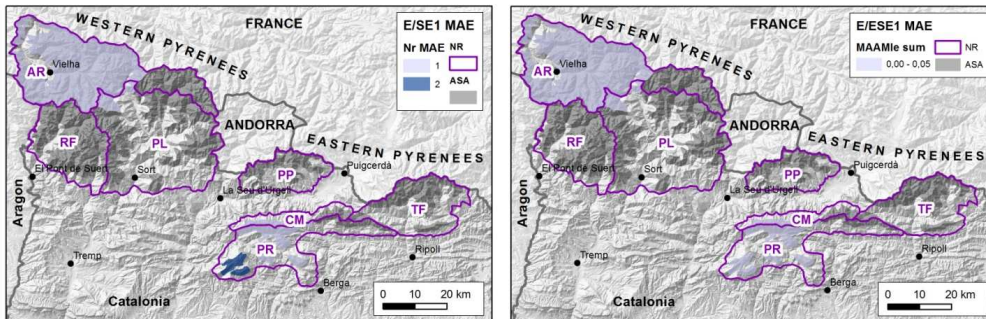 FRANCE
WESTERN PYRENEES
E/SE1 MAE
Nr MAE NR
1
2
ASA
AR
Vielha
ANDORRA
EASTERN PYRENEES
RF
PL
El Pont de Suert
Sort
PP
Puigcerdà
La Seu d'Urgell
Aragon
CM
TF
PR
Tremp
Ripoll
Berga
Catalonia
0 10 20 km
FRANCE
WESTERN PYRENEES
E/ESE1 MAE
MAAMIe sum NR
0,00 - 0,05 ASA
AR
Vielha
ANDORRA
EASTERN PYRENEES
RF
PL
El Pont de Suert
Sort
PP
Puigcerdà
La Seu d'Urgell
Aragon
CM
TF
PR
Tremp
Ripoll
Berga
Catalonia
0 10 20 km